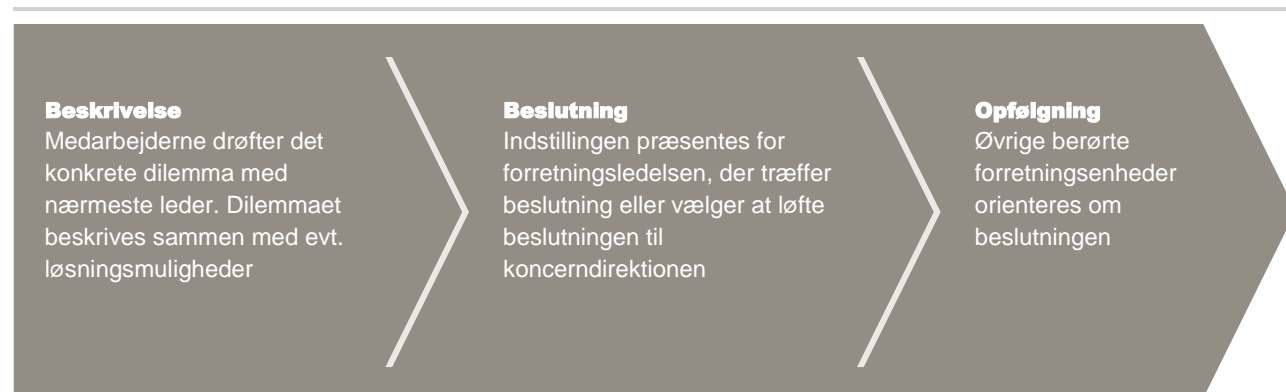 Beskrivelse
Medarbejderne drøfter det
konkrete dilemma med
nærmeste leder. Dilemmaet
beskrives sammen med evt.
løsningsmuligheder
Beslutning
Indstillingen præsentes for
forretningsledelsen, der træffer
beslutning eller vælger at løfte
beslutningen til
koncerndirektionen
Opfølgning
Øvrige berørte
forretningsenheder
orienteres om
beslutningen